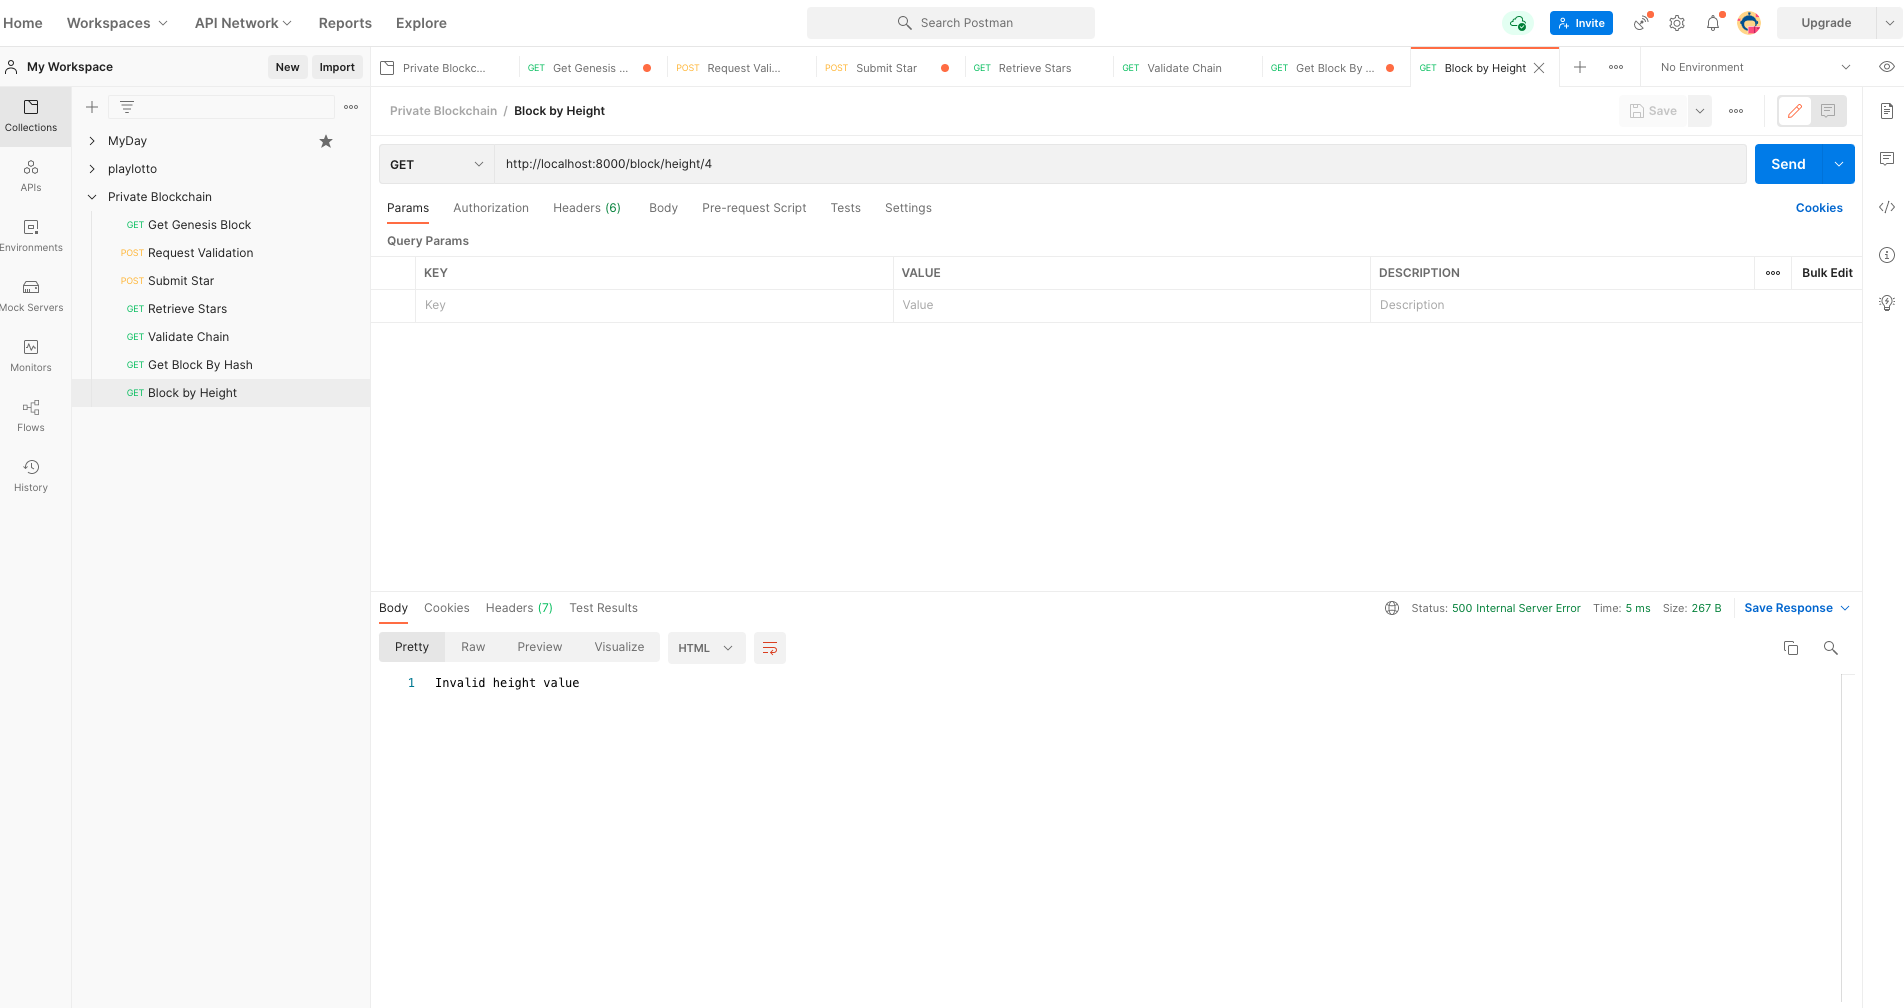 Home Workspaces API Network Reports Explore Search Postman Invite Upgrade
My Workspace New Import
Private Blockc... GET Get Genesis ... POST Request Vali... POST Submit Star GET Retrieve Stars GET Validate Chain GET Get Block By ... GET Block by Height No Environment
Collections
APIs
Environments
Mock Servers
Monitors
Flows
History
MyDay
playlotto
Private Blockchain
GET Get Genesis Block
POST Request Validation
POST Submit Star
GET Retrieve Stars
GET Validate Chain
GET Get Block By Hash
GET Block by Height
Private Blockchain / Block by Height Save
GET http://localhost:8000/block/height/4 Send
Params Authorization Headers (6) Body Pre-request Script Tests Settings Cookies
Query Params
KEY VALUE DESCRIPTION Bulk Edit
Key Value Description
Body Cookies Headers (7) Test Results Status: 500 Internal Server Error Time: 5 ms Size: 267 B Save Response
Pretty Raw Preview Visualize HTML
1 Invalid height value